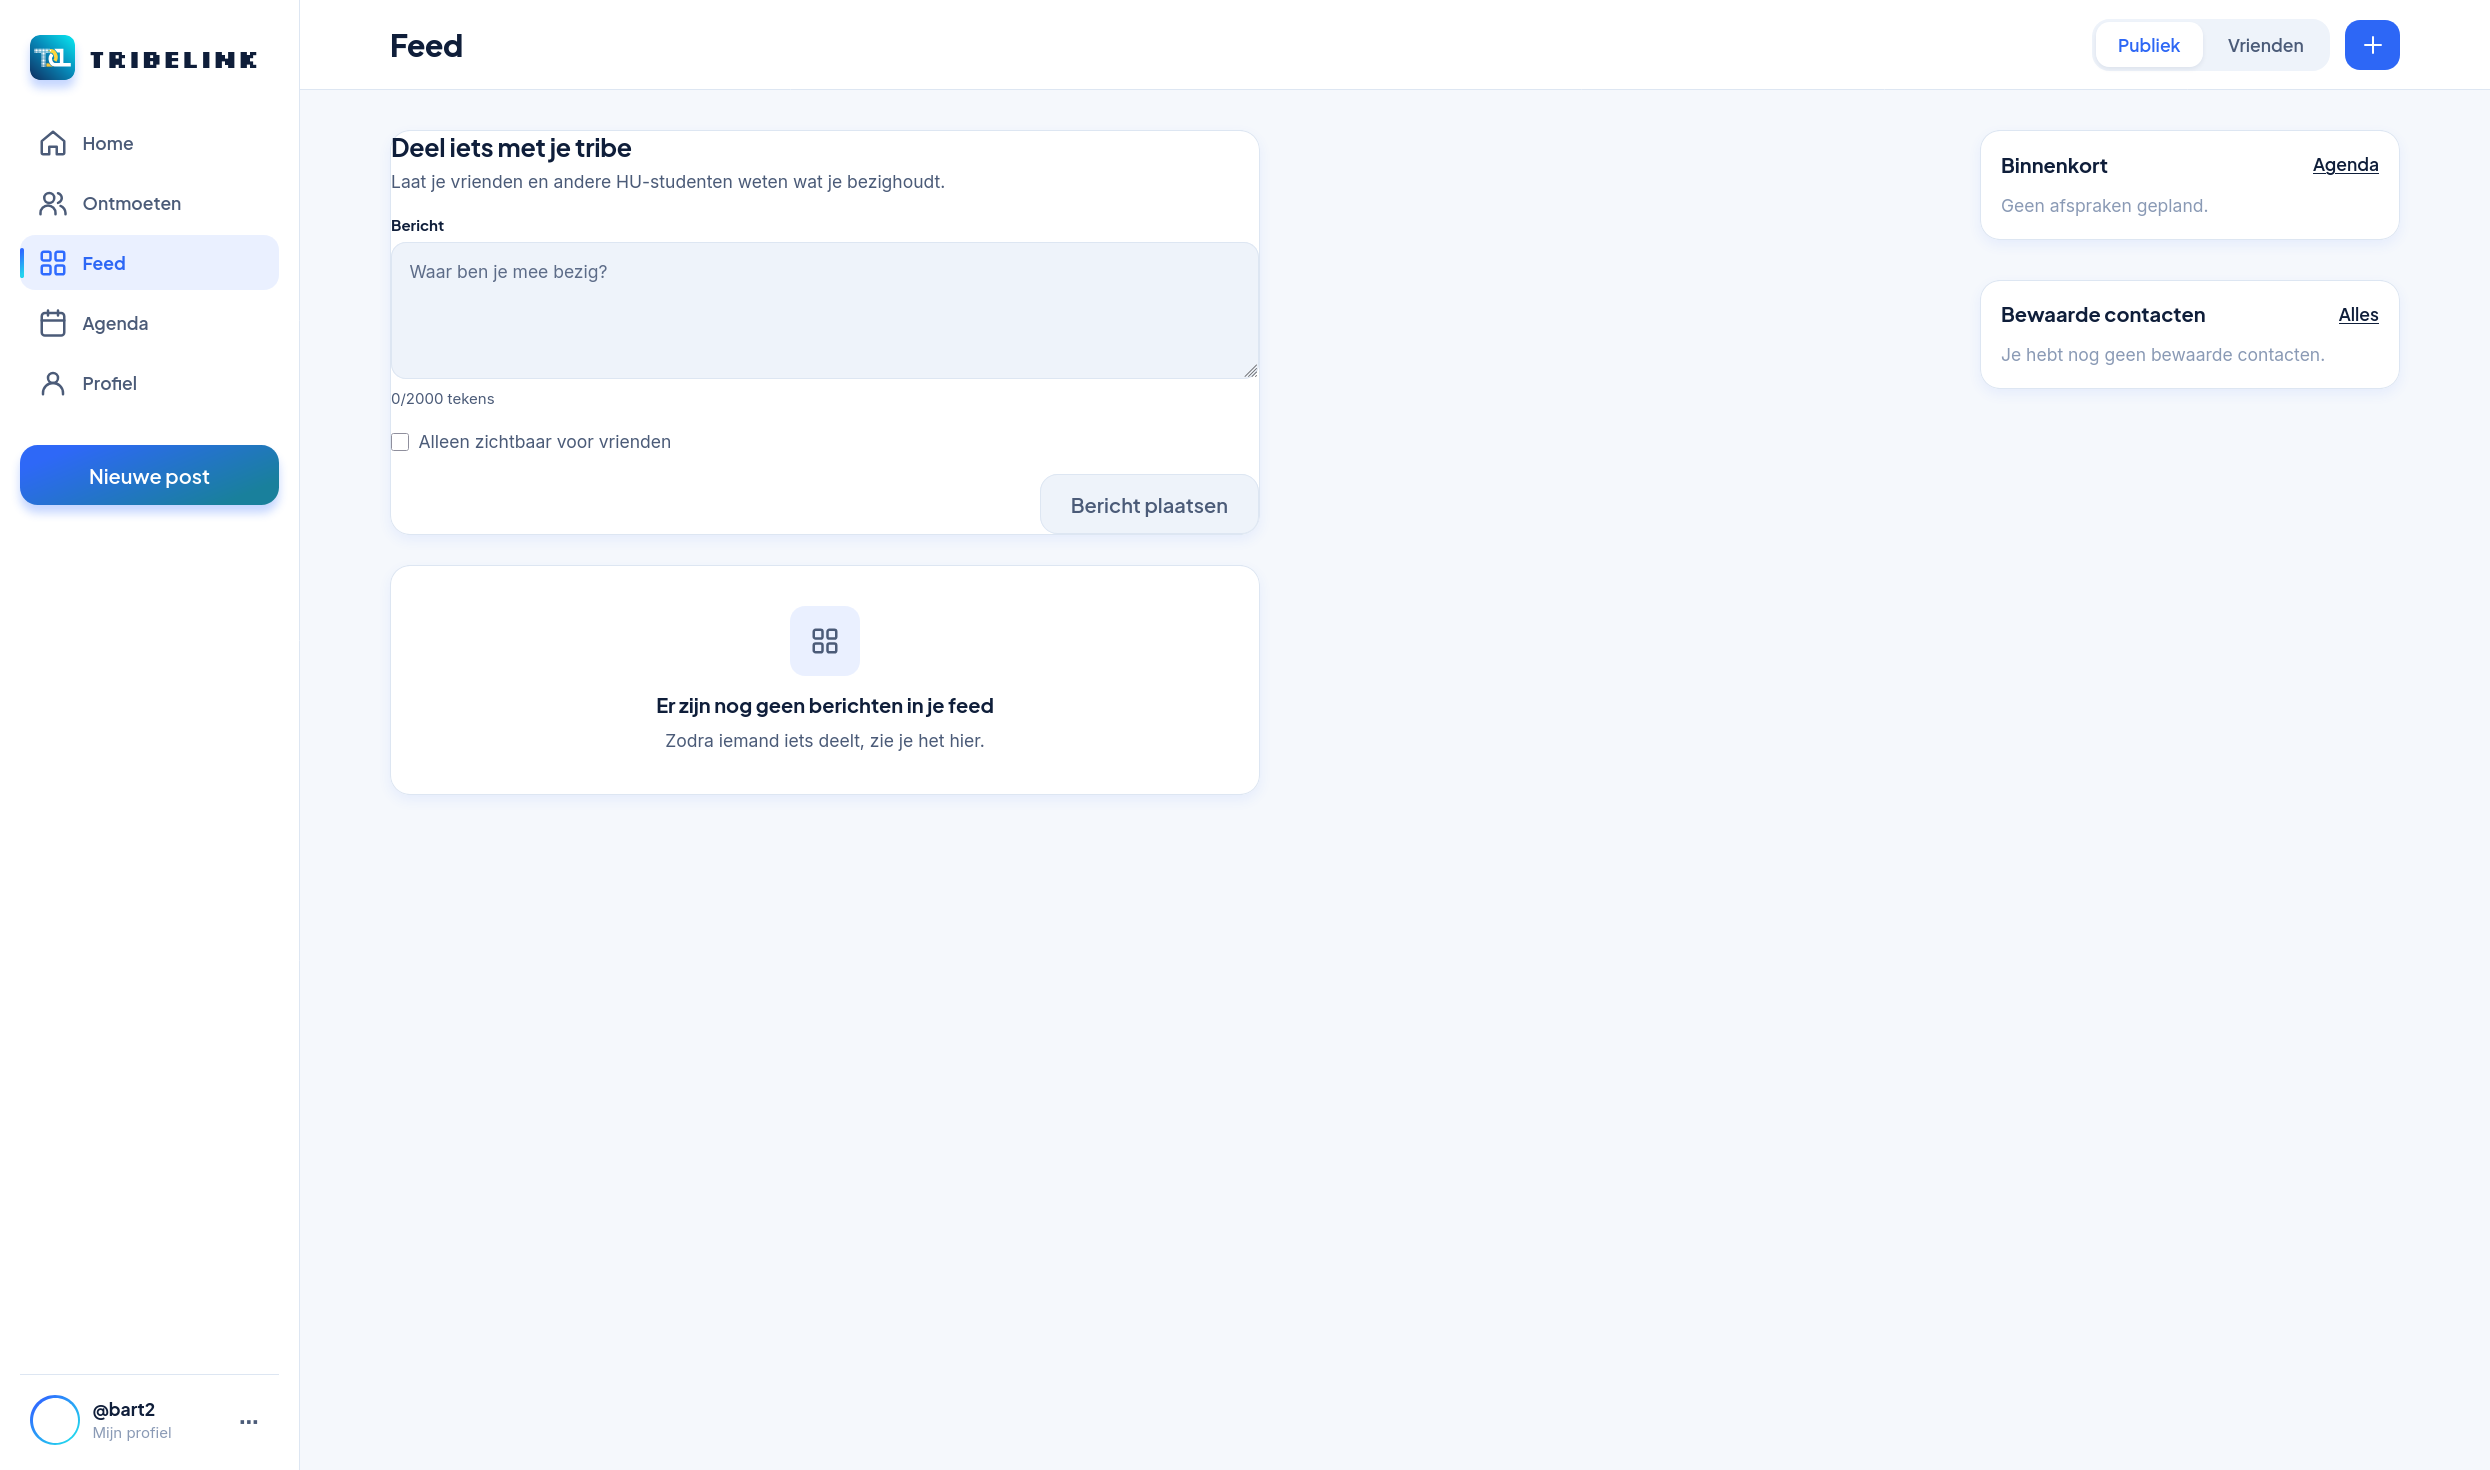 TRIBELINK
Home
Ontmoeten
Feed
Agenda
Profiel
Nieuwe post
@bart2
Mijn profiel
...
Feed
Publiek
Vrienden
Deel iets met je tribe
Laat je vrienden en andere HU-studenten weten wat je bezighoudt.
Bericht
Waar ben je mee bezig?
0/2000 tekens
Alleen zichtbaar voor vrienden
Bericht plaatsen
Er zijn nog geen berichten in je feed
Zodra iemand iets deelt, zie je het hier.
Binnenkort
Agenda
Geen afspraken gepland.
Bewaarde contacten
Alles
Je hebt nog geen bewaarde contacten.